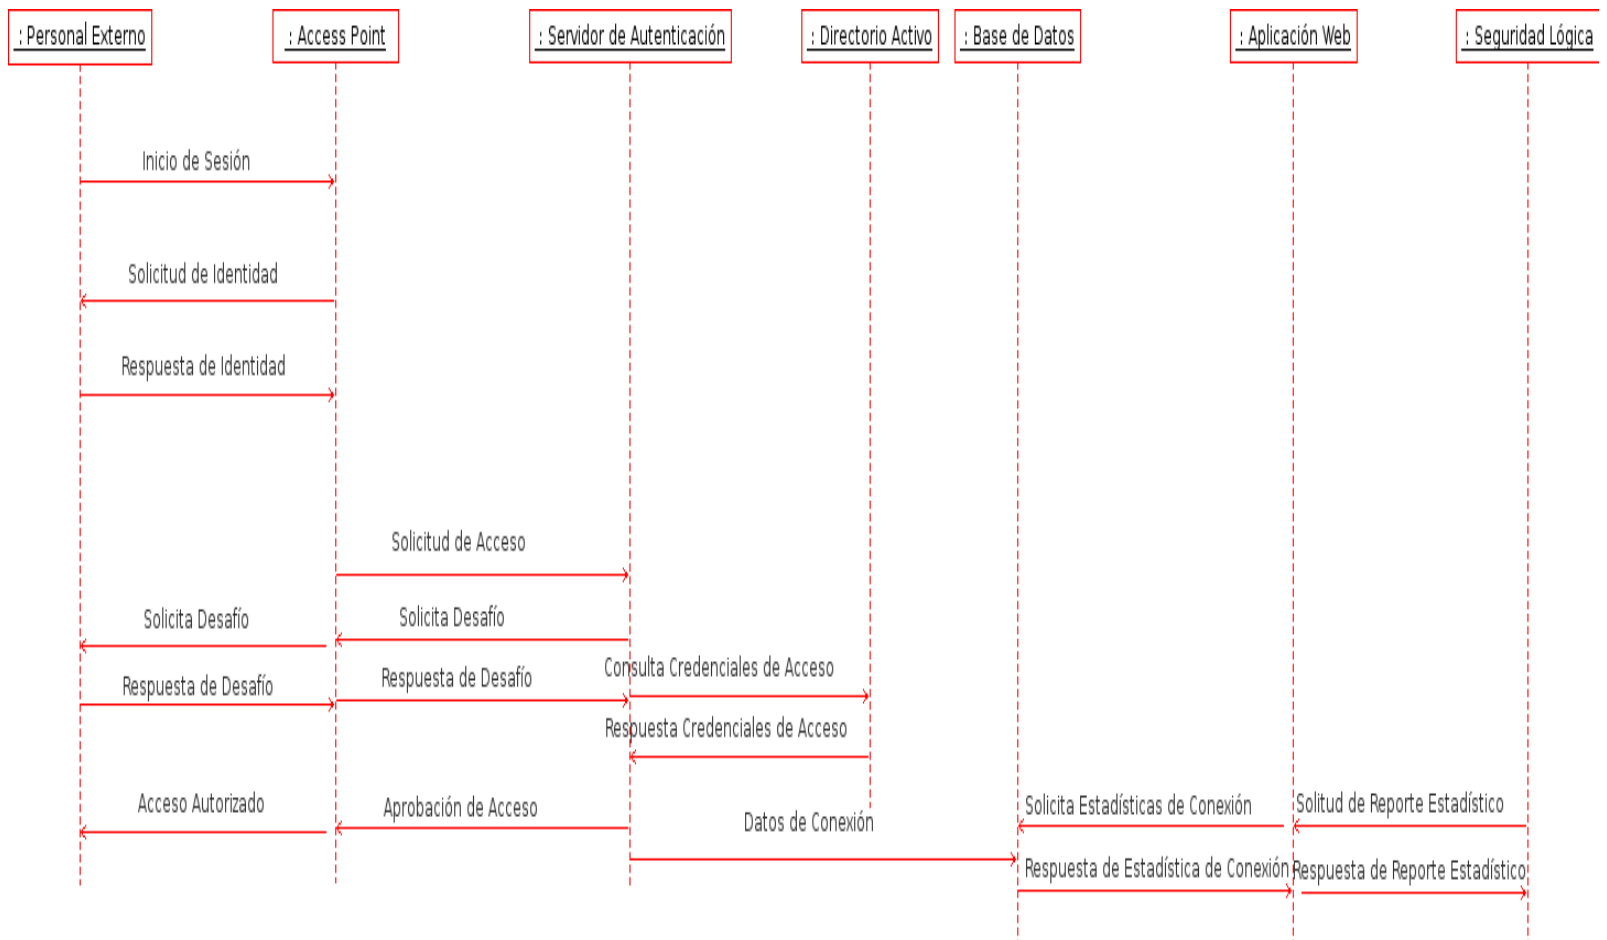 : Personal Externo
: Access Point
: Servidor de Autenticación
: Directorio Activo
: Base de Datos
: Aplicación Web
: Seguridad Lógica
Inicio de Sesión
Solicitud de Identidad
Respuesta de Identidad
Solicitud de Acceso
Solicita Desafío
Solicita Desafío
Respuesta de Desafío
Respuesta de Desafío
Consulta Credenciales de Acceso
Respuesta Credenciales de Acceso
Acceso Autorizado
Aprobación de Acceso
Datos de Conexión
Solicita Estadísticas de Conexión
Solitud de Reporte Estadístico
Respuesta de Estadística de Conexión
Respuesta de Reporte Estadístico